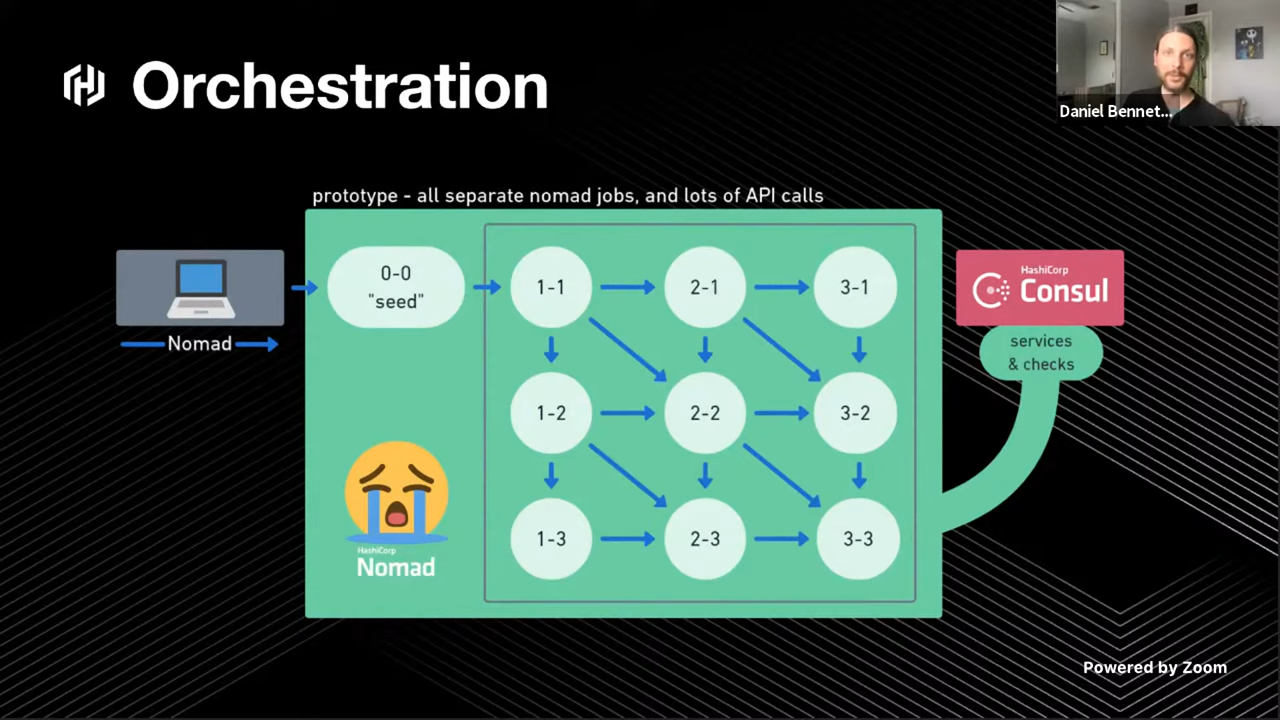 Orchestration
Daniel Bennet...
prototype - all separate nomad jobs, and lots of API calls
Nomad
0-0
"seed"
1-1
2-1
3-1
1-2
2-2
3-2
1-3
2-3
3-3
HashiCorp
Nomad
HashiCorp
Consul
services
& checks
Powered by Zoom